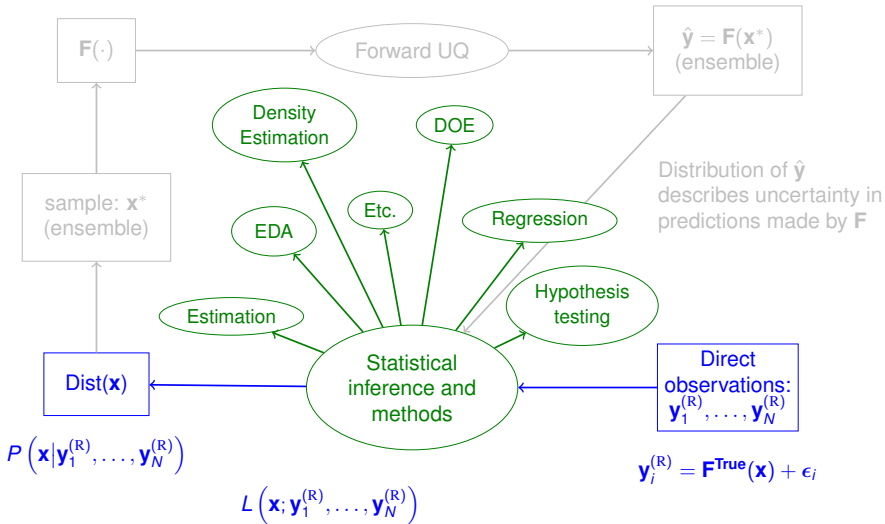 F(·)
Forward UQ
ŷ = F(x*)
(ensemble)
Density
Estimation
DOE
Distribution of ŷ
describes uncertainty in
predictions made by F
sample: x*
(ensemble)
Etc.
Regression
EDA
Estimation
Hypothesis
testing
Dist(x)
Statistical
inference and
methods
Direct
observations:
y₁^(R), . . . , y_N^(R)
P(x|y₁^(R), . . . , y_N^(R))
y_i^(R) = F^True(x) + ϵ_i
L(x; y₁^(R), . . . , y_N^(R))